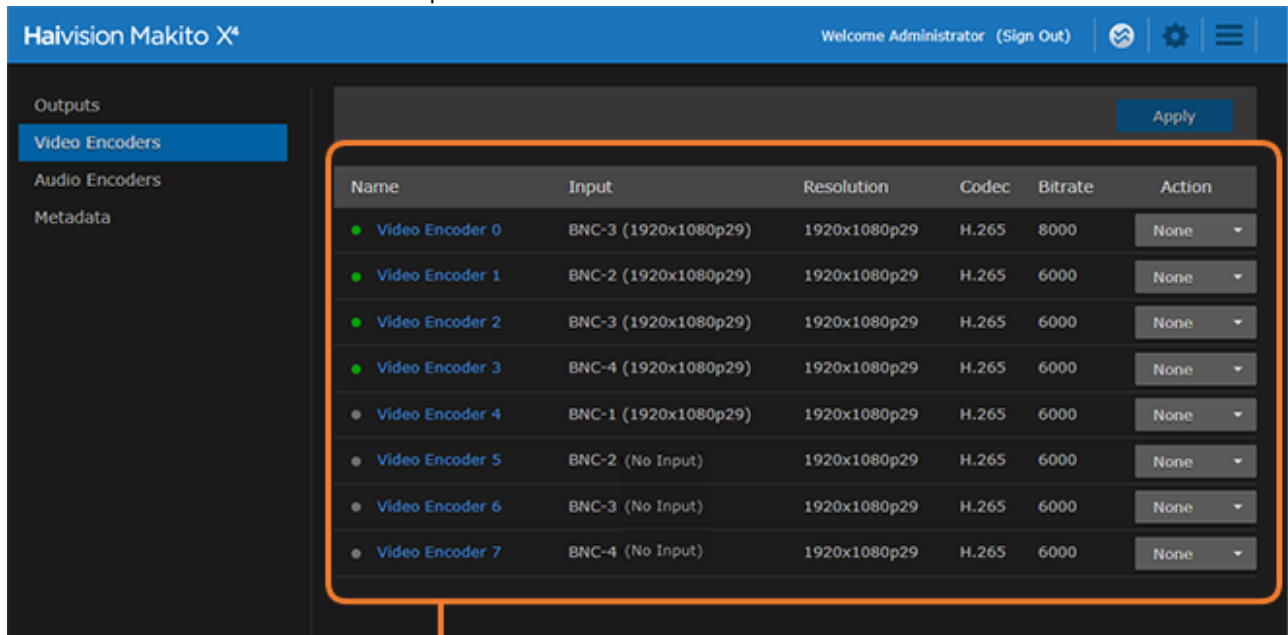 Haivision Makito X⁴
Welcome Administrator (Sign Out)
Outputs
Video Encoders
Audio Encoders
Metadata
Apply
Name Input Resolution Codec Bitrate Action
Video Encoder 0 BNC-3 (1920x1080p29) 1920x1080p29 H.265 8000 None
Video Encoder 1 BNC-2 (1920x1080p29) 1920x1080p29 H.265 6000 None
Video Encoder 2 BNC-3 (1920x1080p29) 1920x1080p29 H.265 6000 None
Video Encoder 3 BNC-4 (1920x1080p29) 1920x1080p29 H.265 6000 None
Video Encoder 4 BNC-1 (1920x1080p29) 1920x1080p29 H.265 6000 None
Video Encoder 5 BNC-2 (No Input) 1920x1080p29 H.265 6000 None
Video Encoder 6 BNC-3 (No Input) 1920x1080p29 H.265 6000 None
Video Encoder 7 BNC-4 (No Input) 1920x1080p29 H.265 6000 None